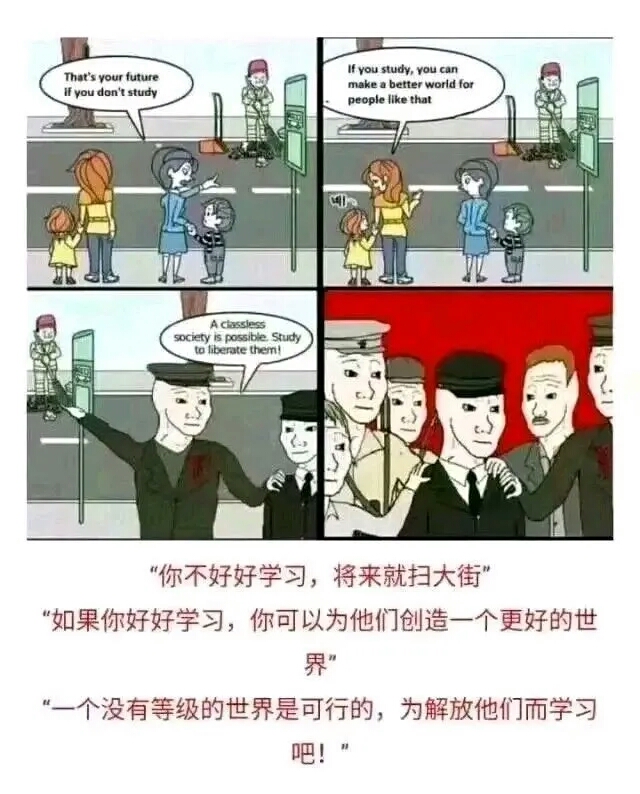 That's your future
if you don't study
If you study, you can
make a better world for
people like that
A classless
society is possible. Study
to liberate them!
“你不好好学习，将来就扫大街”
“如果你好好学习，你可以为他们创造一个更好的世
界”
“一个没有等级的世界是可行的，为解放他们而学习
吧！”